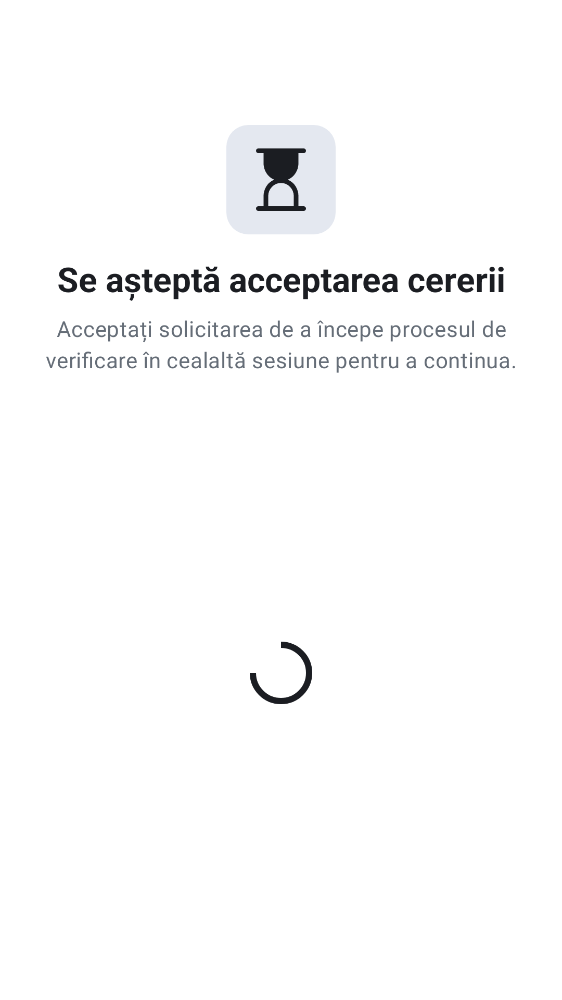 Se așteptă acceptarea cererii
Acceptați solicitarea de a începe procesul de
verificare în cealaltă sesiune pentru a continua.